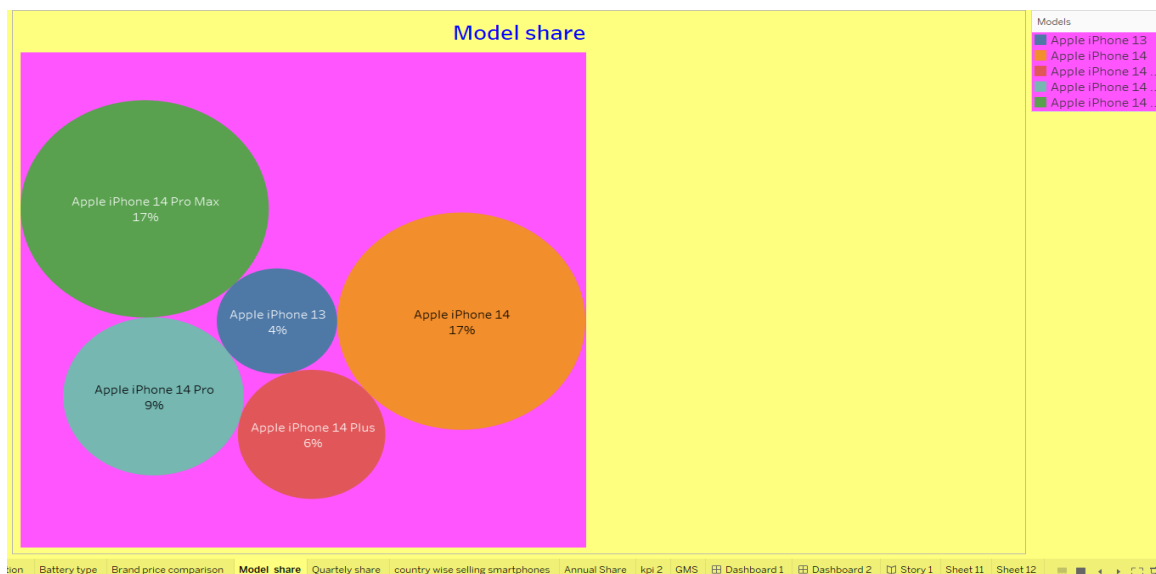 Model share
Models
Apple iPhone 13
Apple iPhone 14
Apple iPhone 14 ..
Apple iPhone 14 ..
Apple iPhone 14 ..
Apple iPhone 14 Pro Max
17%
Apple iPhone 13
4%
Apple iPhone 14
17%
Apple iPhone 14 Pro
9%
Apple iPhone 14 Plus
6%
tion Battery type Brand price comparison Model share Quartely share country wise selling smartphones Annual Share kpi 2 GMS Dashboard 1 Dashboard 2 Story 1 Sheet 11 Sheet 12